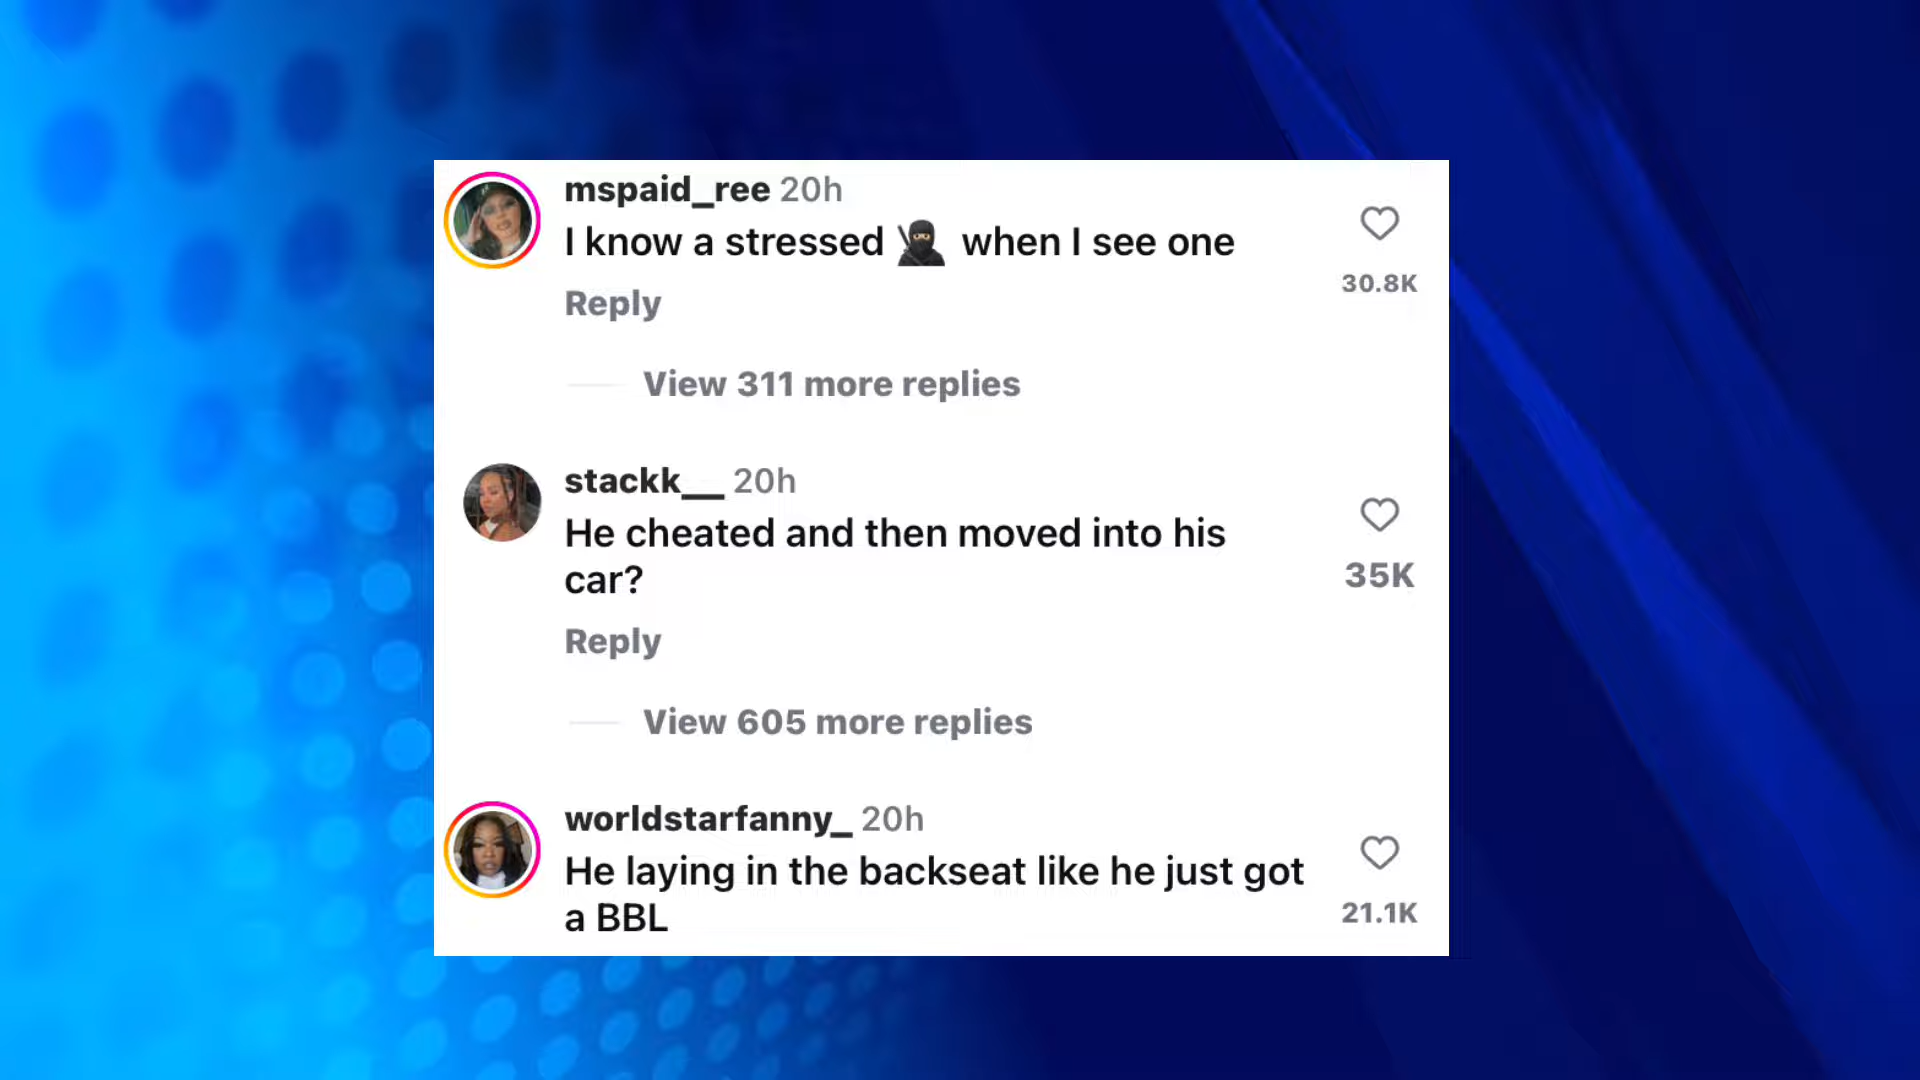 mspaid_ree 20h
I know a stressed 🥷🏿 when I see one
30.8K
Reply
View 311 more replies
stackk__ 20h
He cheated and then moved into his
car?
35K
Reply
View 605 more replies
worldstarfanny_ 20h
He laying in the backseat like he just got
a BBL
21.1K